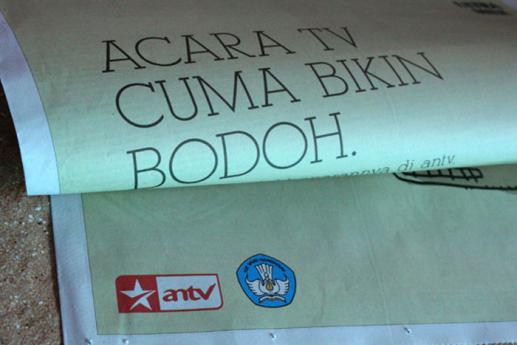 ACARA TV
CUMA BIKIN
BODOH.
di antv.
antv